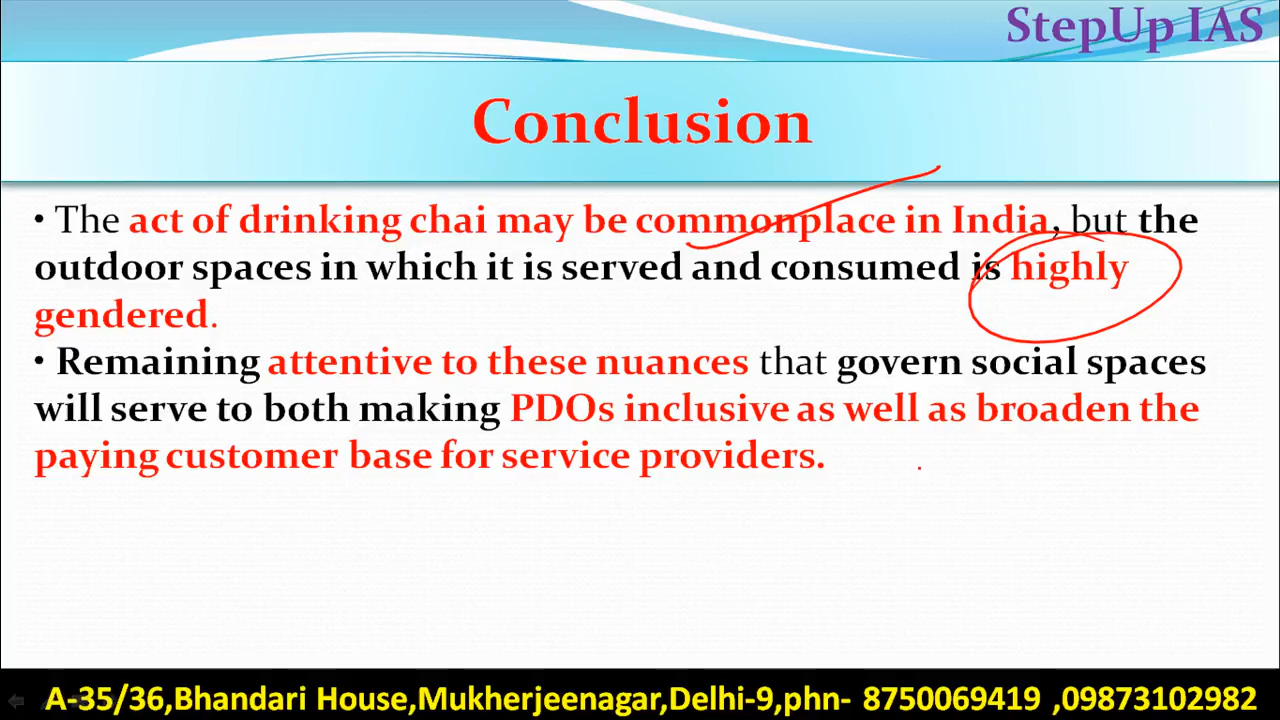 StepUp IAS
Conclusion
• The act of drinking chai may be commonplace in India, but the
outdoor spaces in which it is served and consumed is highly
gendered.
• Remaining attentive to these nuances that govern social spaces
will serve to both making PDOs inclusive as well as broaden the
paying customer base for service providers.
A-35/36,Bhandari House,Mukherjeenagar,Delhi-9,phn- 8750069419 ,09873102982